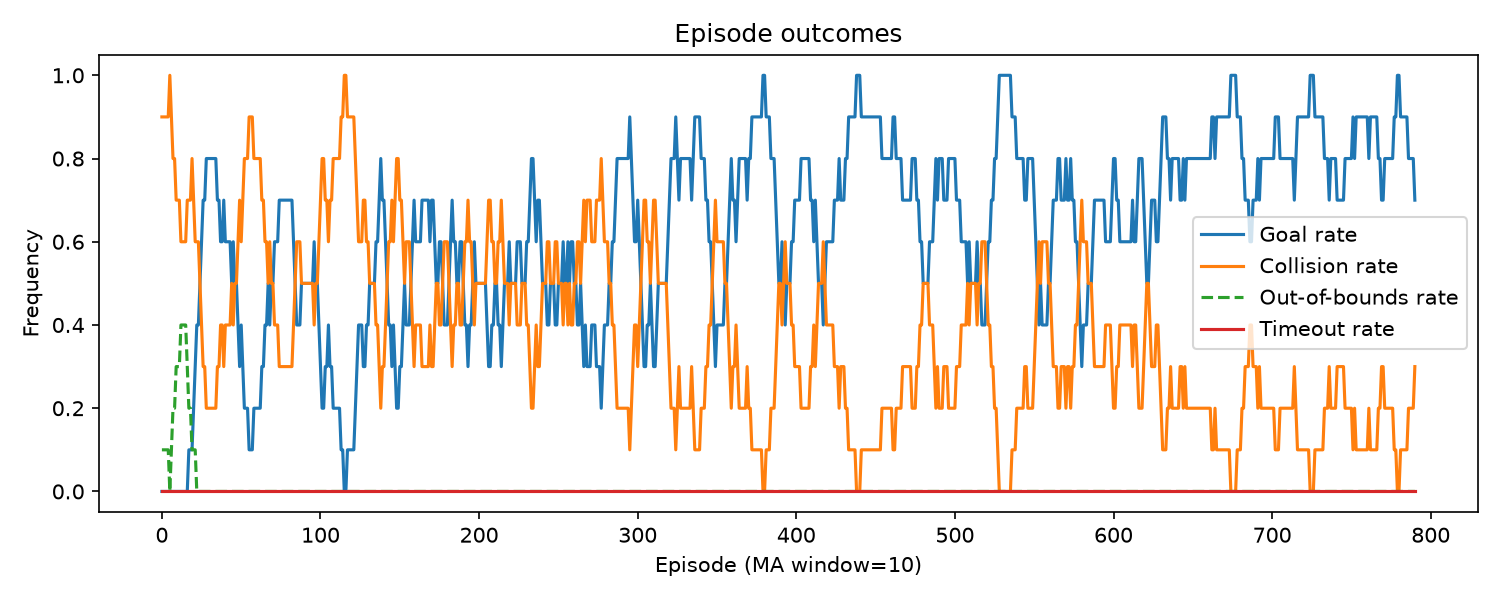 Episode outcomes
1.0
0.8
0.6
0.4
0.2
0.0
Frequency
Goal rate
Collision rate
Out-of-bounds rate
Timeout rate
0 100 200 300 400 500 600 700 800
Episode (MA window=10)